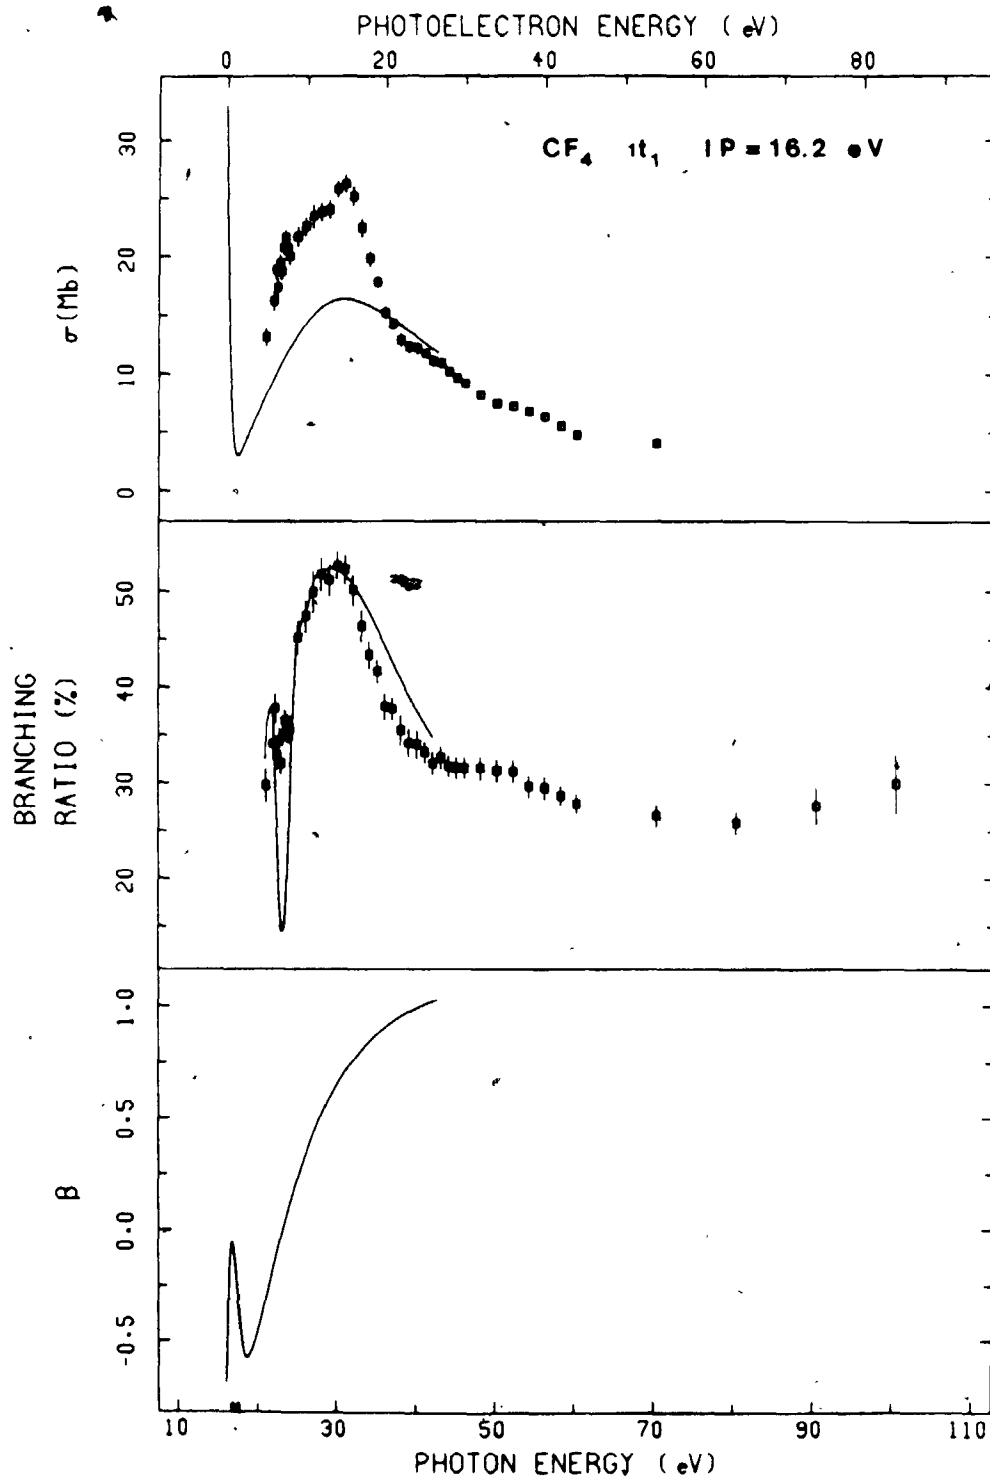 PHOTOELECTRON ENERGY (eV)
0 20 40 60 80
CF4 1t1 IP = 16.2 eV
30
20
10
0
σ(Mb)
50
40
30
20
BRANCHING
RATIO (%)
1.0
0.5
0.0
-0.5
β
10 30 50 70 90 110
PHOTON ENERGY (eV)